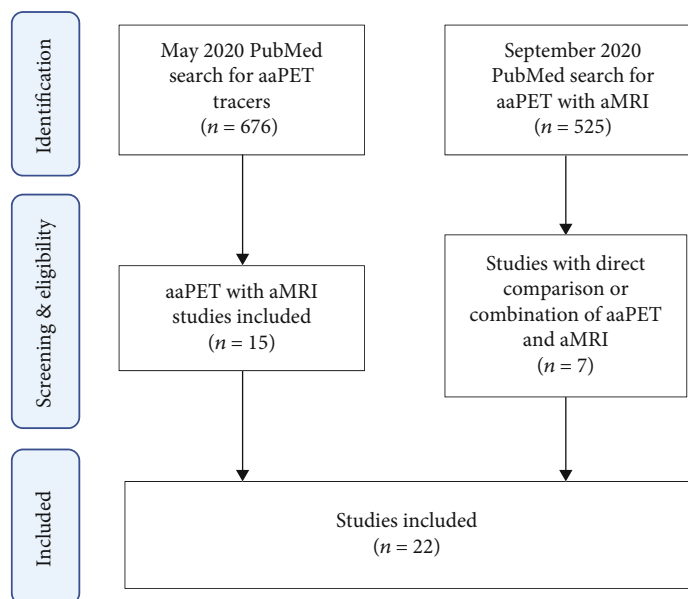 Identification
May 2020 PubMed
search for aaPET
tracers
(n = 676)
September 2020
PubMed search for
aaPET with aMRI
(n = 525)
Screening & eligibility
aaPET with aMRI
studies included
(n = 15)
Studies with direct
comparison or
combination of aaPET
and aMRI
(n = 7)
Included
Studies included
(n = 22)